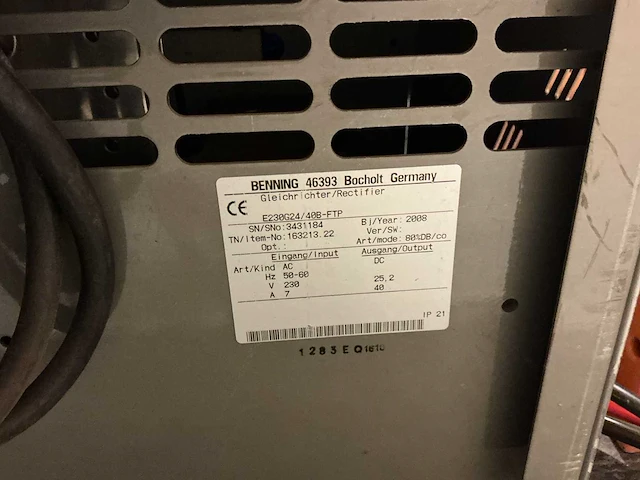 BENNING 46393 Bocholt Germany
Gleichrichter/Rectifier
CE
E230G24/40B-FTP
SN/SNo: 3431184 Bj/Year: 2008
TN/Item-No: 163213.22 Ver/SW:
Opt.: Art/mode: 80%DB/co
Eingang/Input Ausgang/Output
Art/Kind AC DC
Hz 50-60
V 230 25,2
A 7 40
IP 21
1283EQ